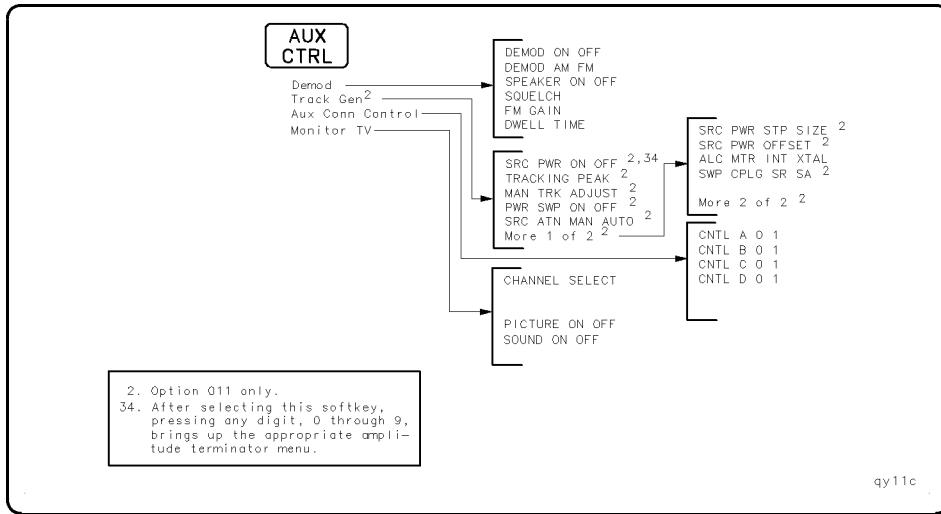 AUX
CTRL
Demod
Track Gen 2
Aux Conn Control
Monitor TV
DEMOD ON OFF
DEMOD AM FM
SPEAKER ON OFF
SQUELCH
FM GAIN
DWELL TIME
SRC PWR ON OFF 2,34
TRACKING PEAK 2
MAN TRK ADJUST 2
PWR SWP ON OFF 2
SRC ATN MAN AUTO 2
More 1 of 2 2
SRC PWR STP SIZE 2
SRC PWR OFFSET 2
ALC MTR INT XTAL
SWP CPLG SR SA 2
More 2 of 2 2
CNTL A 0 1
CNTL B 0 1
CNTL C 0 1
CNTL D 0 1
CHANNEL SELECT
PICTURE ON OFF
SOUND ON OFF
2. Option 011 only.
34. After selecting this softkey,
pressing any digit, 0 through 9,
brings up the appropriate ampli-
tude terminator menu.
qy11c